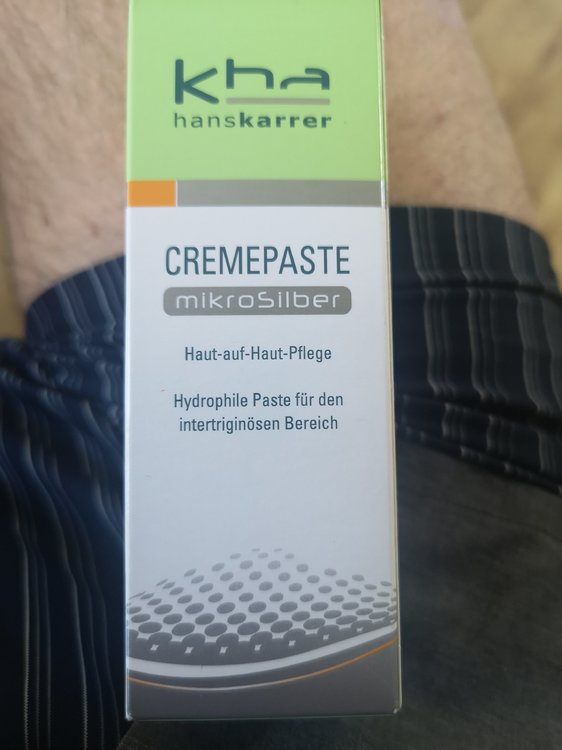 kha
hanskarrer
CREMEPASTE
mikroSilber
Haut-auf-Haut-Pflege
Hydrophile Paste für den
intertriginösen Bereich